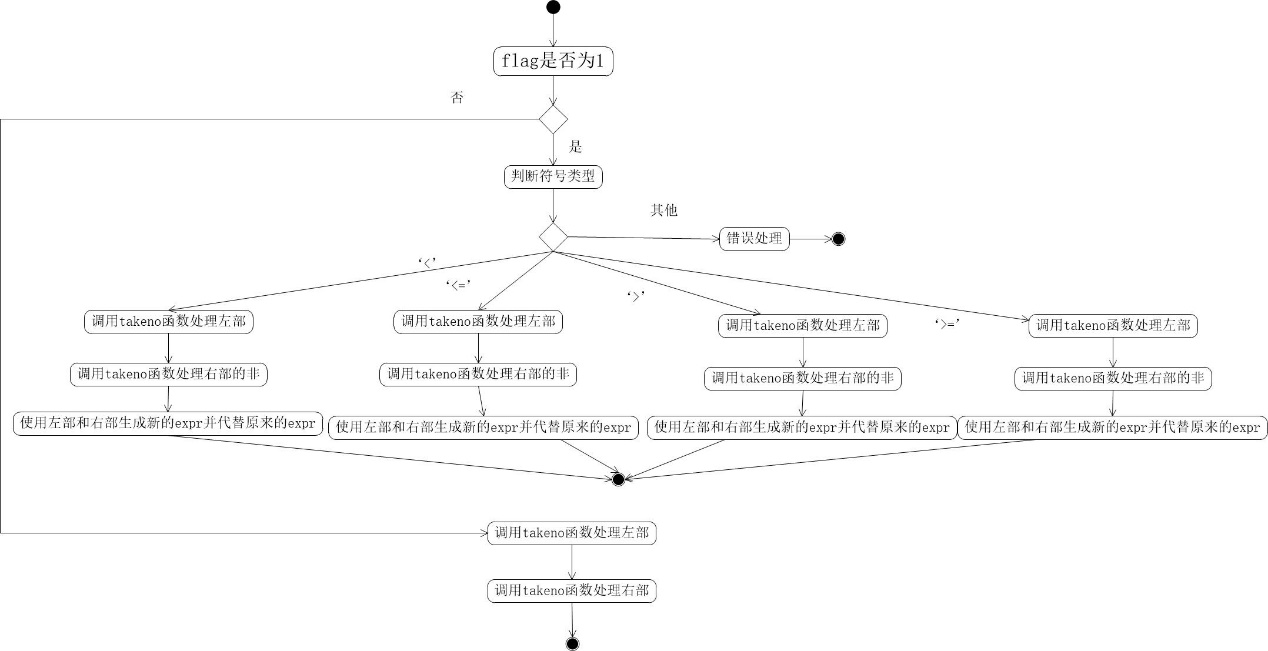 flag是否为1
否
是
判断符号类型
其他
错误处理
‘<’
‘<=’
‘>’
‘>=’
调用takeno函数处理左部
调用takeno函数处理左部
调用takeno函数处理左部
调用takeno函数处理左部
调用takeno函数处理右部的非
调用takeno函数处理右部的非
调用takeno函数处理右部的非
调用takeno函数处理右部的非
使用左部和右部生成新的expr并代替原来的expr
使用左部和右部生成新的expr并代替原来的expr
使用左部和右部生成新的expr并代替原来的expr
使用左部和右部生成新的expr并代替原来的expr
调用takeno函数处理左部
调用takeno函数处理右部